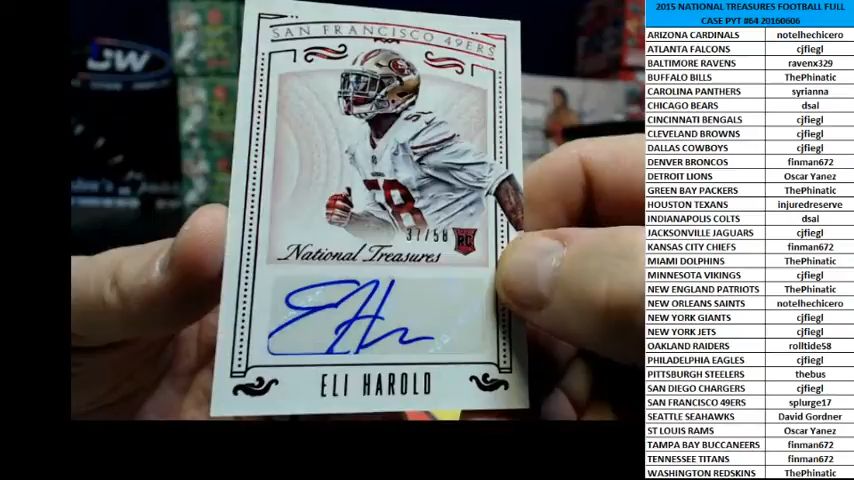 SAN FRANCISCO 49ERS
58
37/58
RC
National Treasures
ELI HAROLD
2015 NATIONAL TREASURES FOOTBALL FULL
CASE PYT #64 20160606
ARIZONA CARDINALS notelhechicero
ATLANTA FALCONS cjfiegl
BALTIMORE RAVENS ravenx329
BUFFALO BILLS ThePhinatic
CAROLINA PANTHERS syrianna
CHICAGO BEARS dsal
CINCINNATI BENGALS cjfiegl
CLEVELAND BROWNS cjfiegl
DALLAS COWBOYS cjfiegl
DENVER BRONCOS finman672
DETROIT LIONS Oscar Yanez
GREEN BAY PACKERS ThePhinatic
HOUSTON TEXANS injuredreserve
INDIANAPOLIS COLTS dsal
JACKSONVILLE JAGUARS cjfiegl
KANSAS CITY CHIEFS finman672
MIAMI DOLPHINS ThePhinatic
MINNESOTA VIKINGS cjfiegl
NEW ENGLAND PATRIOTS ThePhinatic
NEW ORLEANS SAINTS notelhechicero
NEW YORK GIANTS cjfiegl
NEW YORK JETS cjfiegl
OAKLAND RAIDERS rolltide58
PHILADELPHIA EAGLES cjfiegl
PITTSBURGH STEELERS thebus
SAN DIEGO CHARGERS cjfiegl
SAN FRANCISCO 49ERS splurge17
SEATTLE SEAHAWKS David Gordner
ST LOUIS RAMS Oscar Yanez
TAMPA BAY BUCCANEERS finman672
TENNESSEE TITANS finman672
WASHINGTON REDSKINS ThePhinatic